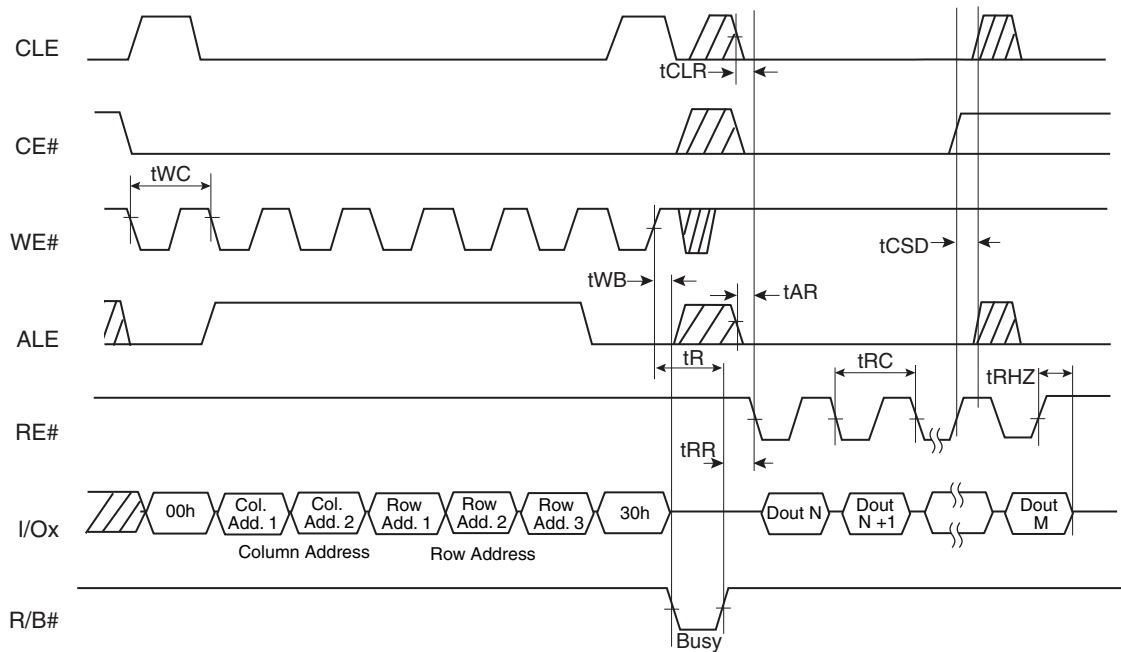 CLE
tCLR
CE#
tWC
WE#
tCSD
tWB
tAR
ALE
tR
tRC
tRHZ
RE#
tRR
I/Ox
00h
Col.
Add. 1
Col.
Add. 2
Row
Add. 1
Row
Add. 2
Row
Add. 3
30h
Dout N
Dout
N +1
Dout
M
Column Address
Row Address
R/B#
Busy